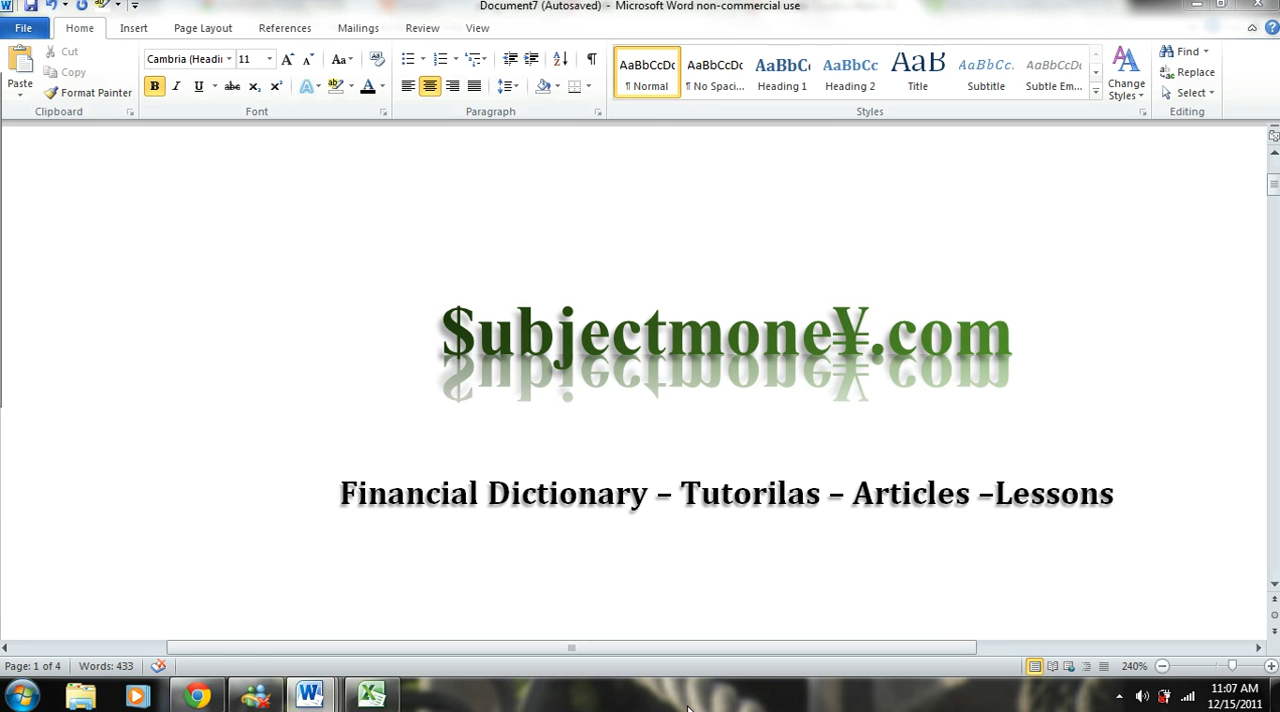 Document7 (Autosaved) - Microsoft Word non-commercial use
File Home Insert Page Layout References Mailings Review View
Paste
Cut
Copy
Format Painter
Clipboard
Cambria (Headi 11
Font
Paragraph
AaBbCcDc AaBbCcDc AaBbC AaBbCc AaB AaBbCc. AaBbCcDc
¶ Normal ¶ No Spaci... Heading 1 Heading 2 Title Subtitle Subtle Em...
Change Styles
Styles
Find
Replace
Select
Editing
$ubjectmone¥.com
Financial Dictionary – Tutorilas – Articles –Lessons
Page: 1 of 4 Words: 433 240%
11:07 AM
12/15/2011